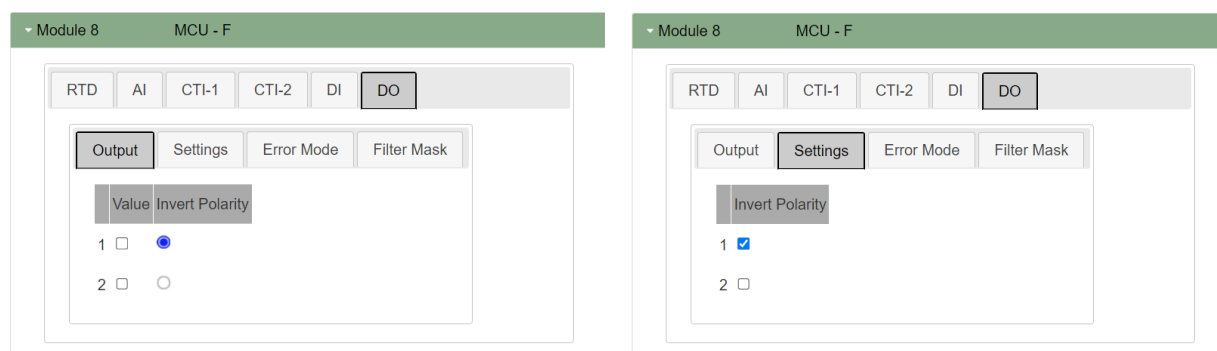 Module 8 MCU - F
RTD AI CTI-1 CTI-2 DI DO
Output Settings Error Mode Filter Mask
Value Invert Polarity
1
2
Module 8 MCU - F
RTD AI CTI-1 CTI-2 DI DO
Output Settings Error Mode Filter Mask
Invert Polarity
1
2